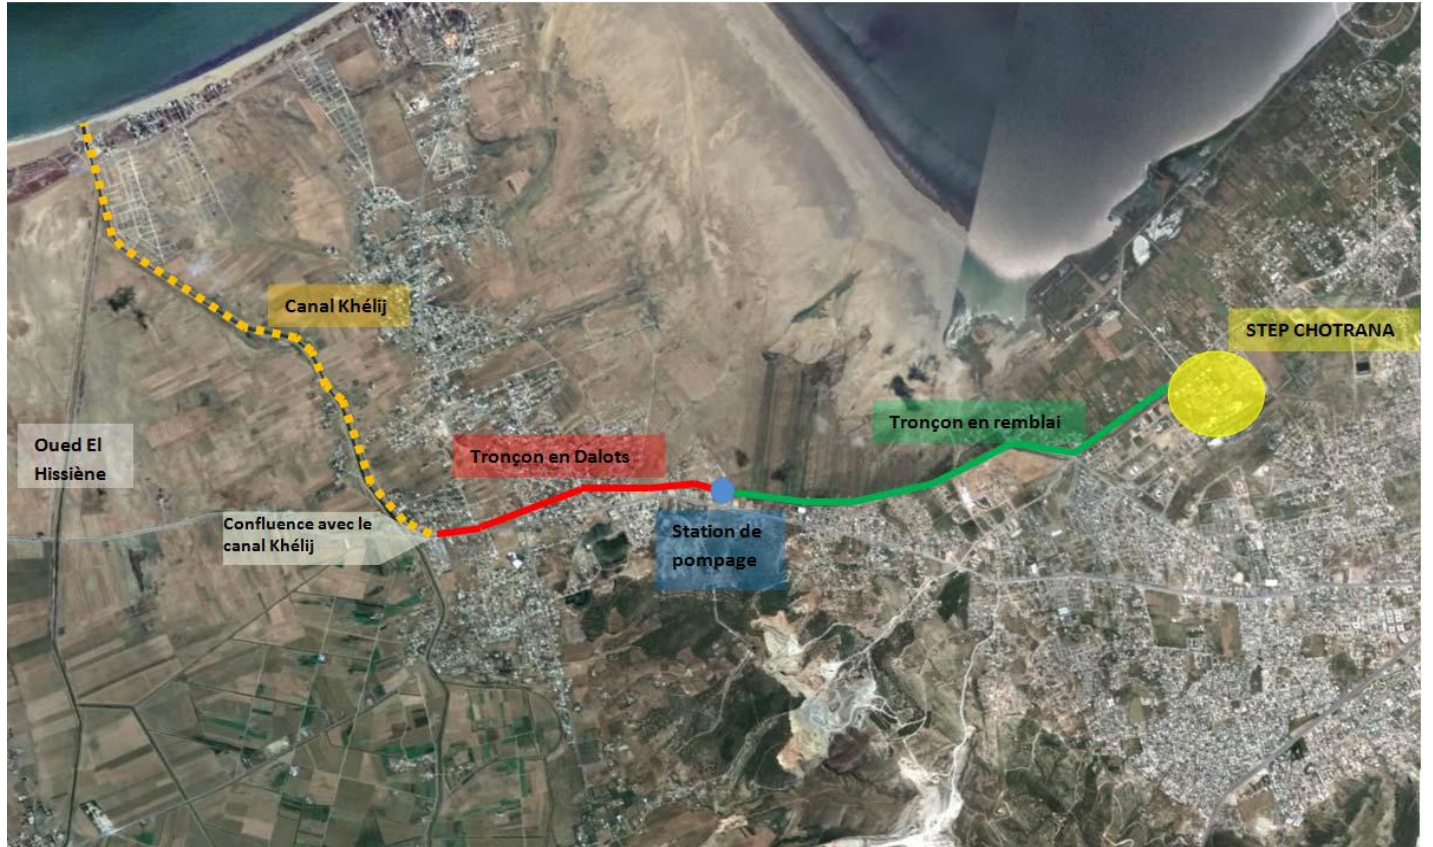 Canal Khélij
STEP CHOTRANA
Tronçon en remblai
Oued El
Hissiène
Tronçon en Dalots
Confluence avec le
canal Khélij
Station de
pompage